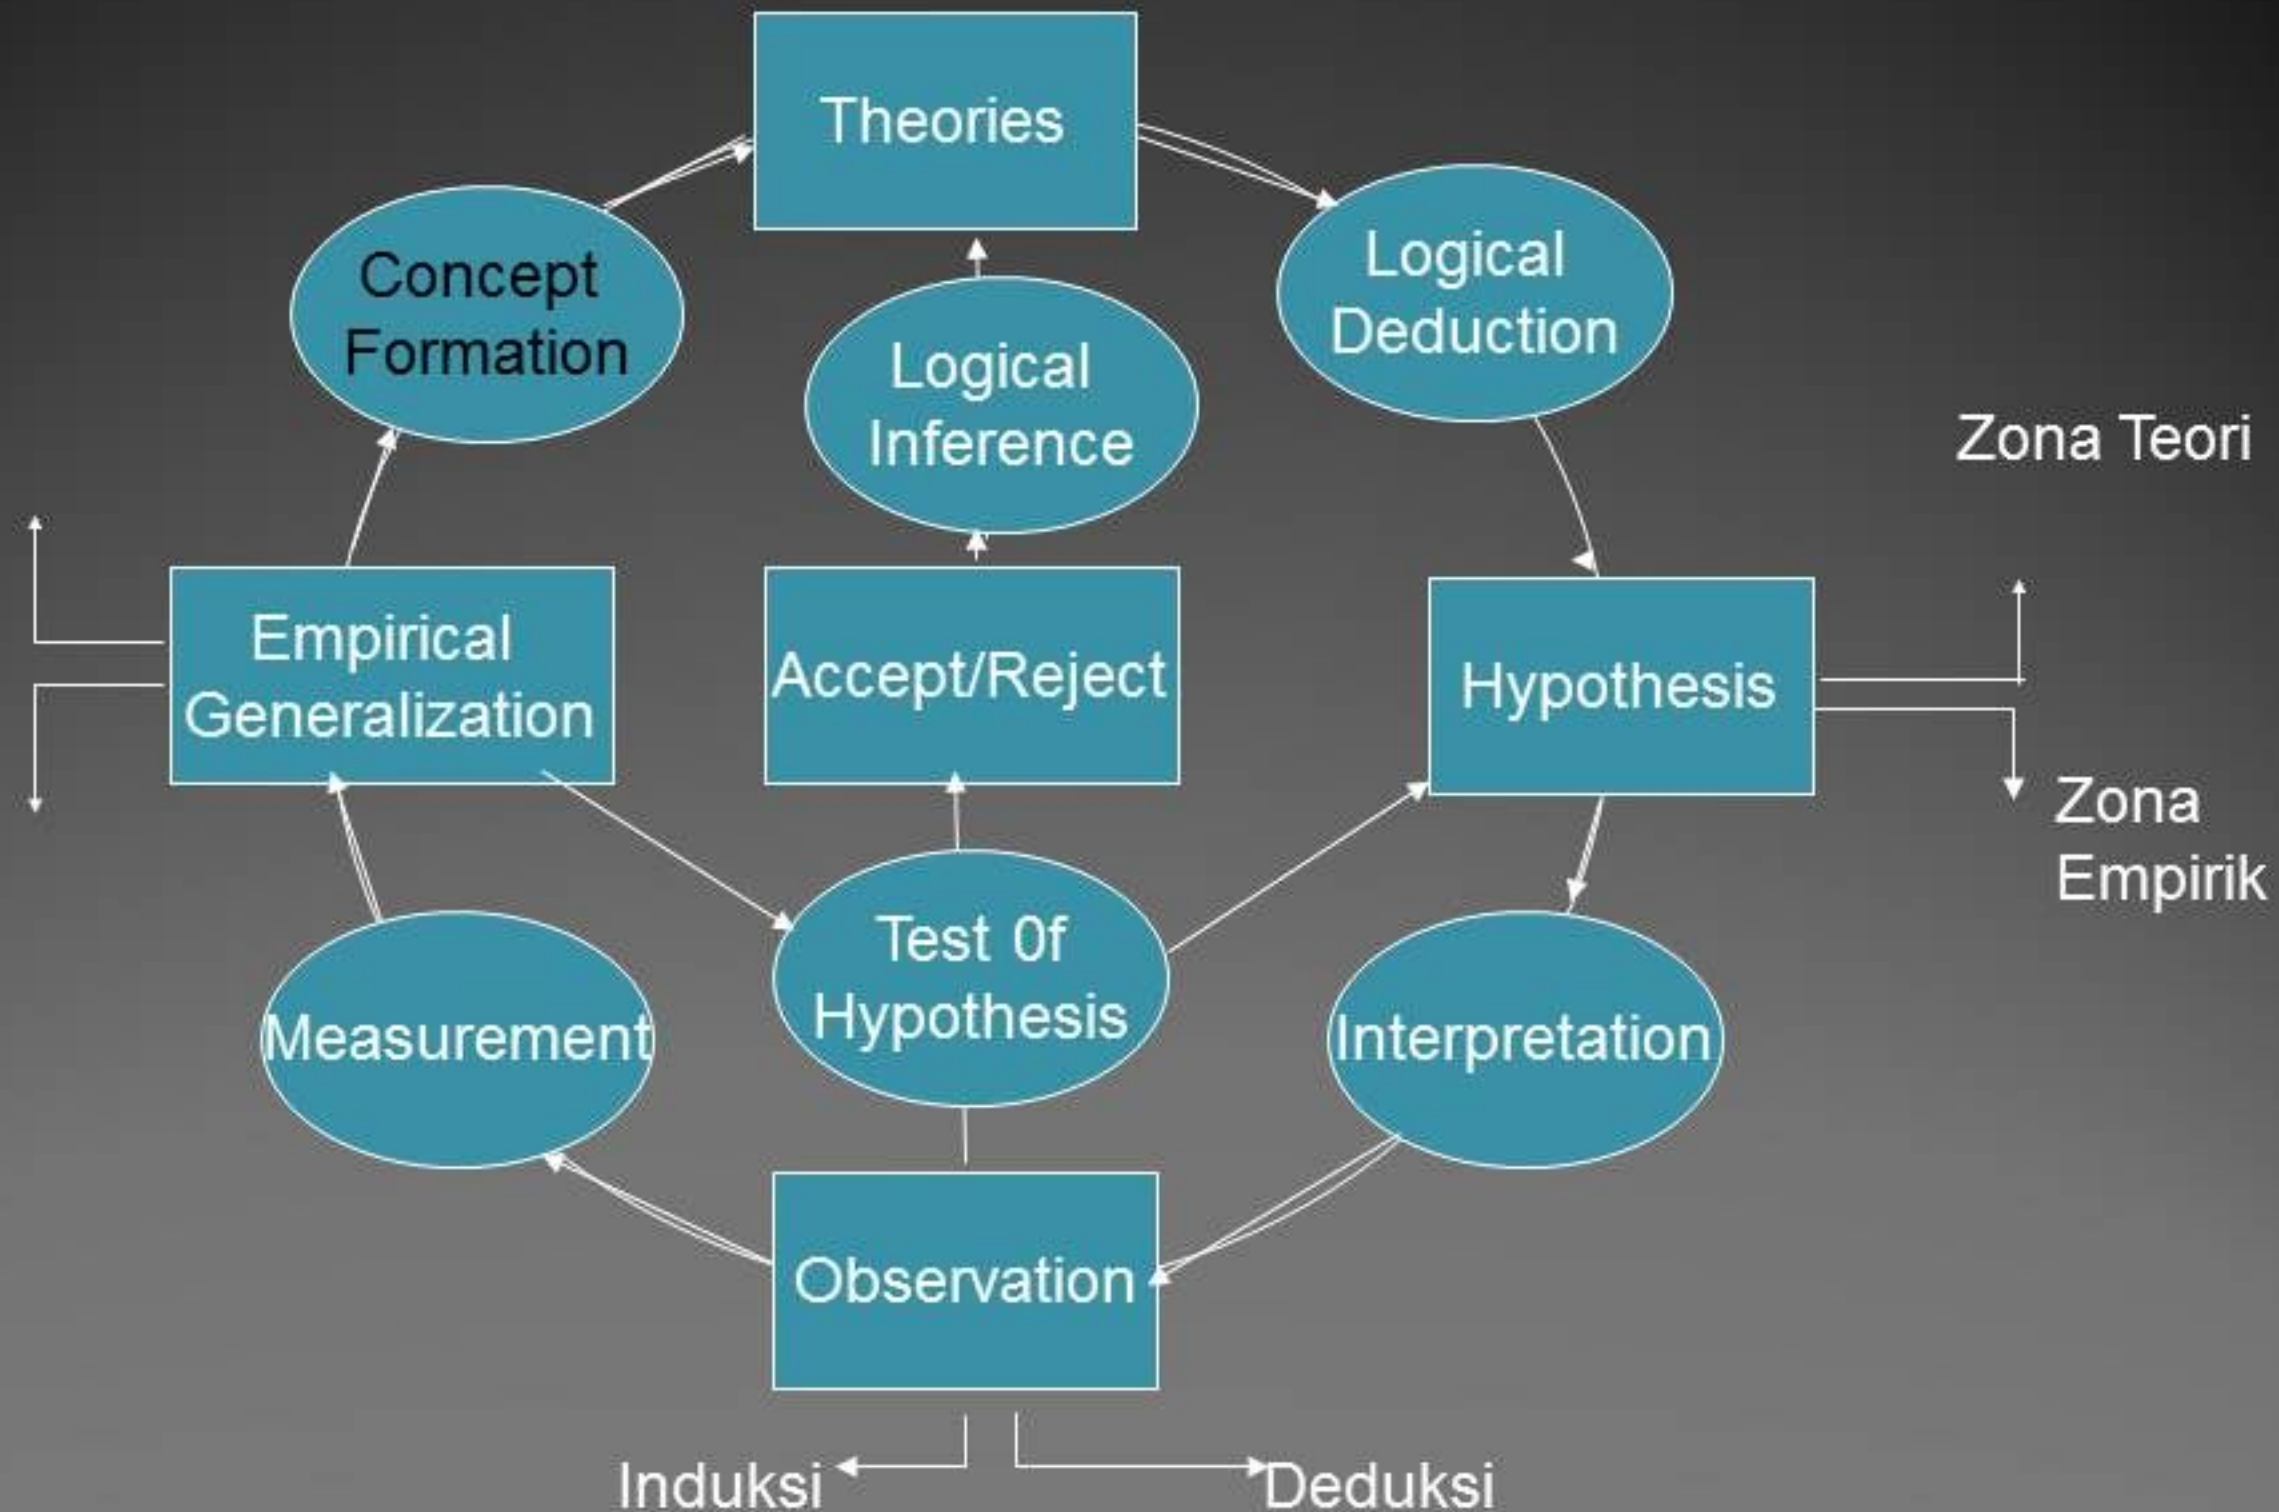 Theories
Concept
Formation
Logical
Deduction
Logical
Inference
Zona Teori
Empirical
Generalization
Accept/Reject
Hypothesis
Zona
Empirik
Test 0f
Hypothesis
Measurement
Interpretation
Observation
Induksi
Deduksi